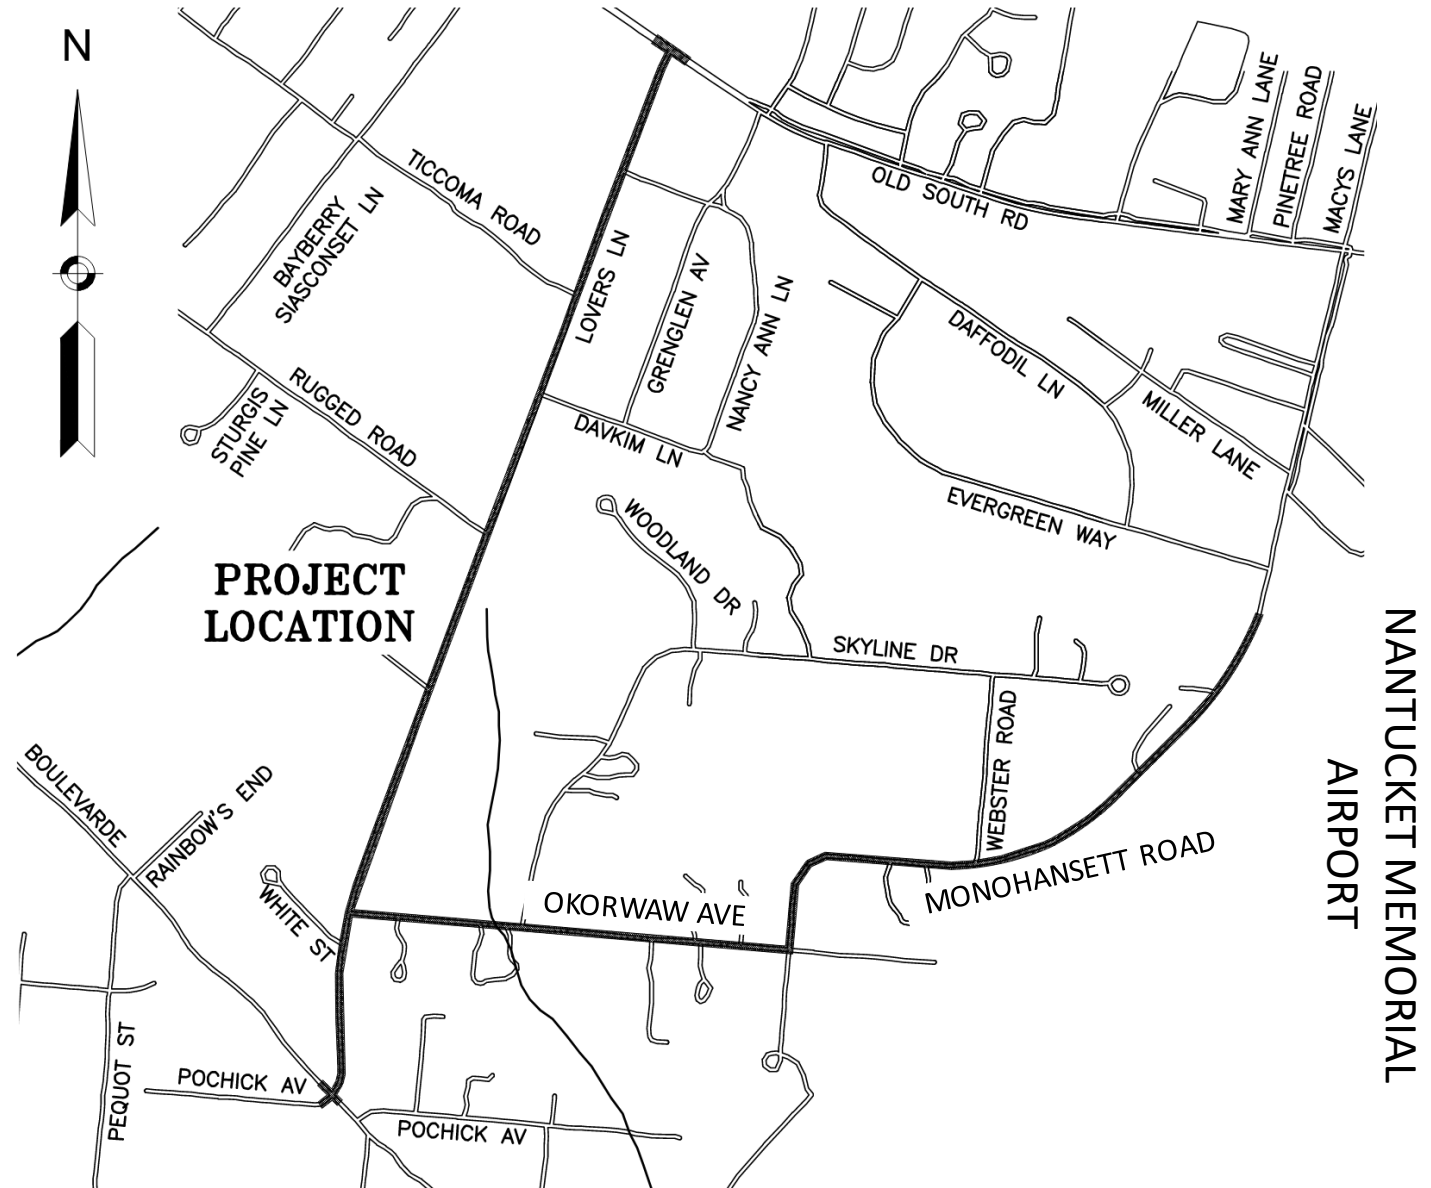 N
MARY ANN LANE
PINETREE ROAD
MACYS LANE
TICCOMA ROAD
OLD SOUTH RD
BAYBERRY
SIASCONSET LN
LOVERS LN
GRENGLEN AV
NANCY ANN LN
DAFFODIL LN
MILLER LANE
RUGGED ROAD
STURGIS
PINE LN
DAVKIM LN
EVERGREEN WAY
WOODLAND DR
PROJECT
LOCATION
SKYLINE DR
WEBSTER ROAD
NANTUCKET MEMORIAL
AIRPORT
BOULEVARDE
RAINBOW'S END
WHITE ST
OKORWAW AVE
MONOHANSETT ROAD
PEQUOT ST
POCHICK AV
POCHICK AV